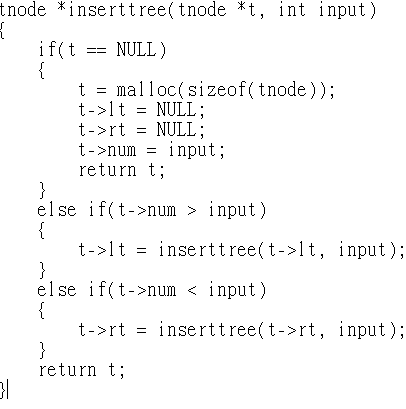 tnode *inserttree(tnode *t, int input)
{
    if(t == NULL)
    {
        t = malloc(sizeof(tnode));
        t->lt = NULL;
        t->rt = NULL;
        t->num = input;
        return t;
    }
    else if(t->num > input)
    {
        t->lt = inserttree(t->lt, input);
    }
    else if(t->num < input)
    {
        t->rt = inserttree(t->rt, input);
    }
    return t;
}